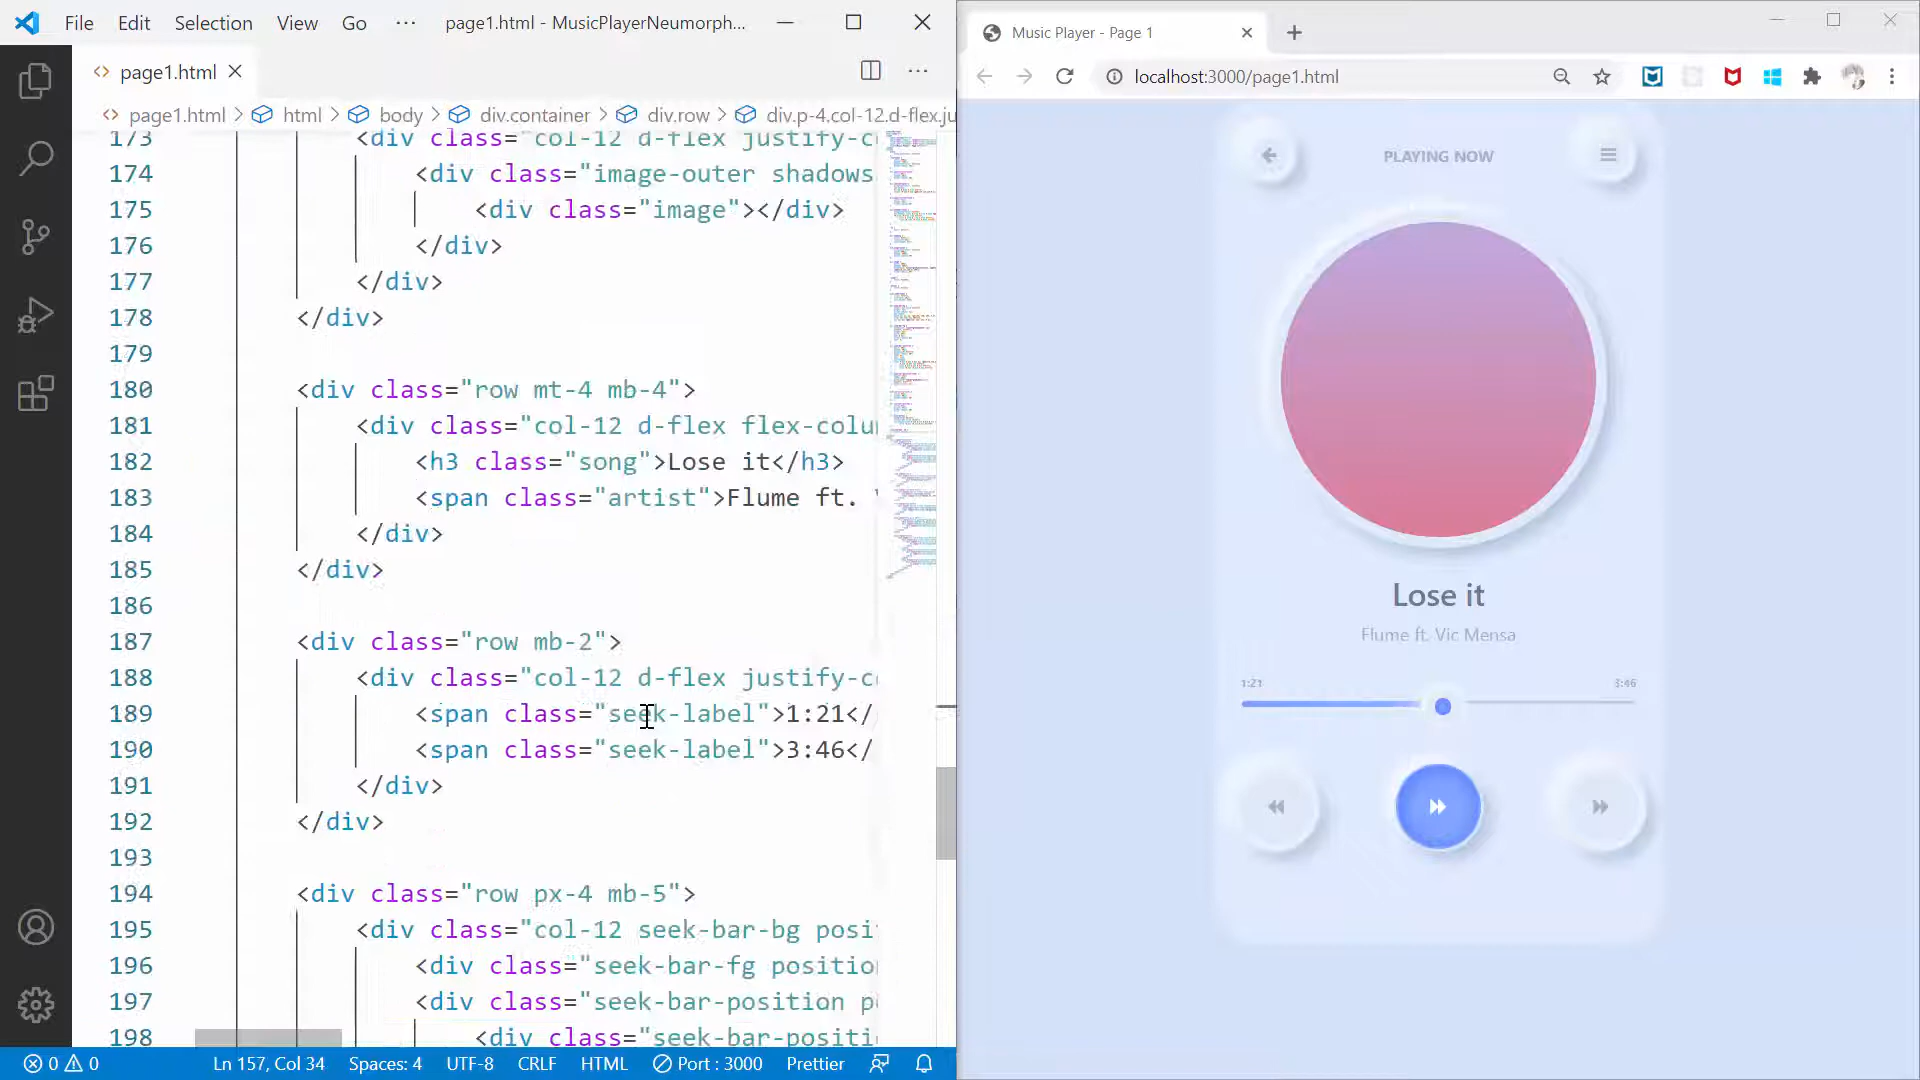 File Edit Selection View Go ··· page1.html - MusicPlayerNeumorph...
page1.html
page1.html > html > body > div.container > div.row > div.p-4.col-12.d-flex.ju
173 <div class="col-12 d-flex justify-c
174 <div class="image-outer shadows
175 <div class="image"></div>
176 </div>
177 </div>
178 </div>
179
180 <div class="row mt-4 mb-4">
181 <div class="col-12 d-flex flex-colu
182 <h3 class="song">Lose it</h3>
183 <span class="artist">Flume ft.
184 </div>
185 </div>
186
187 <div class="row mb-2">
188 <div class="col-12 d-flex justify-c
189 <span class="seek-label">1:21</
190 <span class="seek-label">3:46</
191 </div>
192 </div>
193
194 <div class="row px-4 mb-5">
195 <div class="col-12 seek-bar-bg posi
196 <div class="seek-bar-fg position
197 <div class="seek-bar-position p
198 <div class="seek-bar-positi
0 0 Ln 157, Col 34 Spaces: 4 UTF-8 CRLF HTML Port : 3000 Prettier
Music Player - Page 1
localhost:3000/page1.html
PLAYING NOW
Lose it
Flume ft. Vic Mensa
1:21 3:46